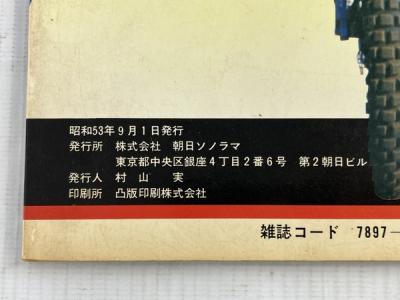 昭和53年9月1日発行
発行所 株式会社 朝日ソノラマ
東京都中央区銀座4丁目2番6号 第2朝日ビル
発行人 村山 実
印刷所 凸版印刷株式会社
雑誌コード 7897-